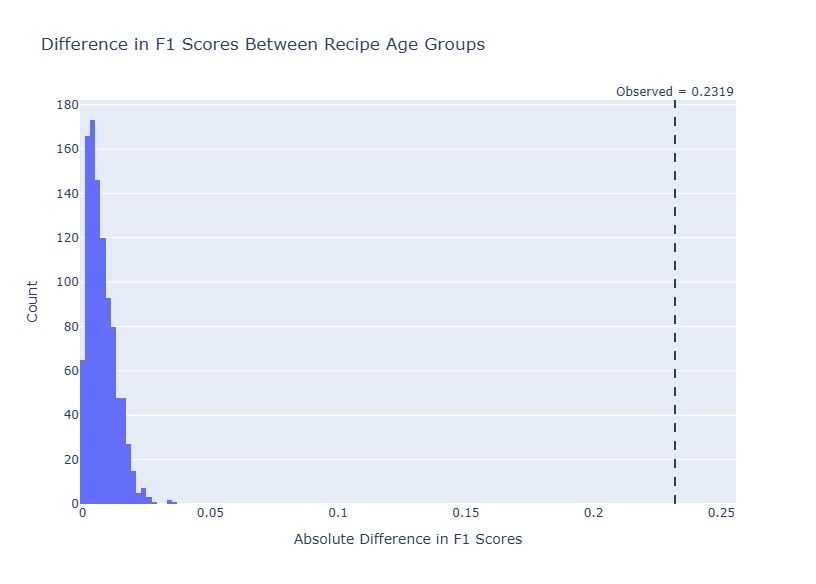 Difference in F1 Scores Between Recipe Age Groups
Observed = 0.2319
180
160
140
120
100
80
60
40
20
0
Count
0 0.05 0.1 0.15 0.2 0.25
Absolute Difference in F1 Scores